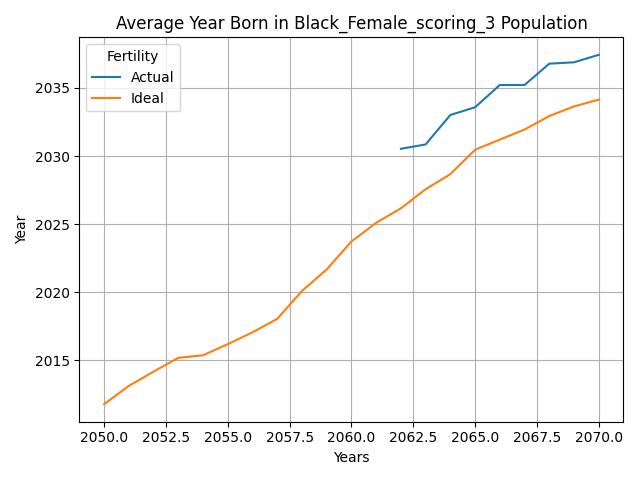 Average Year Born in Black_Female_scoring_3 Population
Fertility
Actual
Ideal
Year
2035
2030
2025
2020
2015
2050.0 2052.5 2055.0 2057.5 2060.0 2062.5 2065.0 2067.5 2070.0
Years